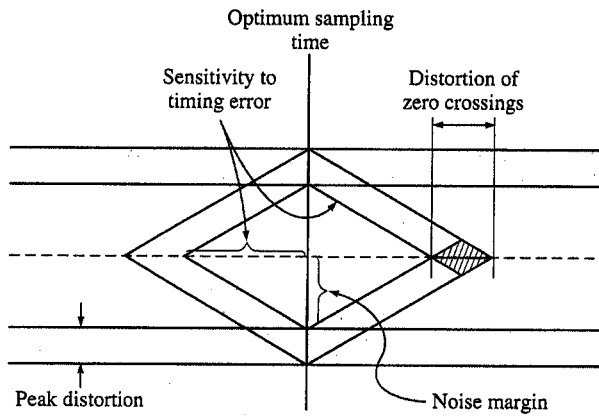 Optimum sampling
time
Sensitivity to
timing error
Distortion of
zero crossings
Peak distortion
Noise margin